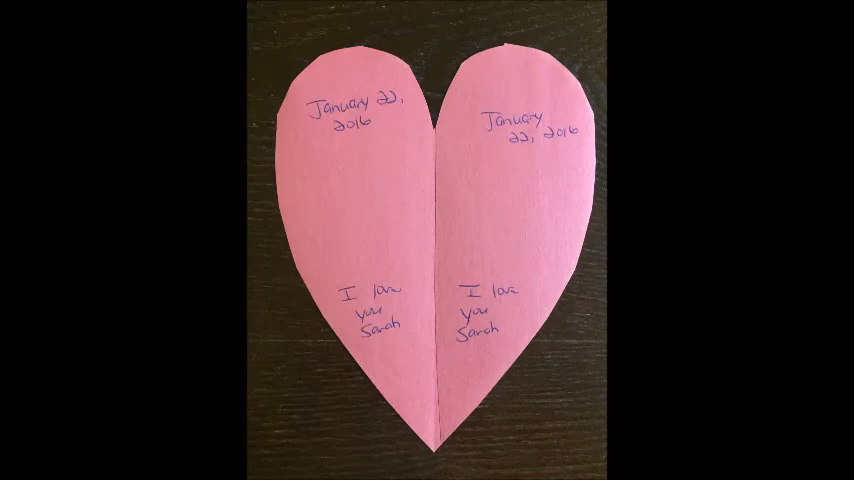 January 22,
2016
I love
you
Sarah
January
22, 2016
I love
you
Sarah